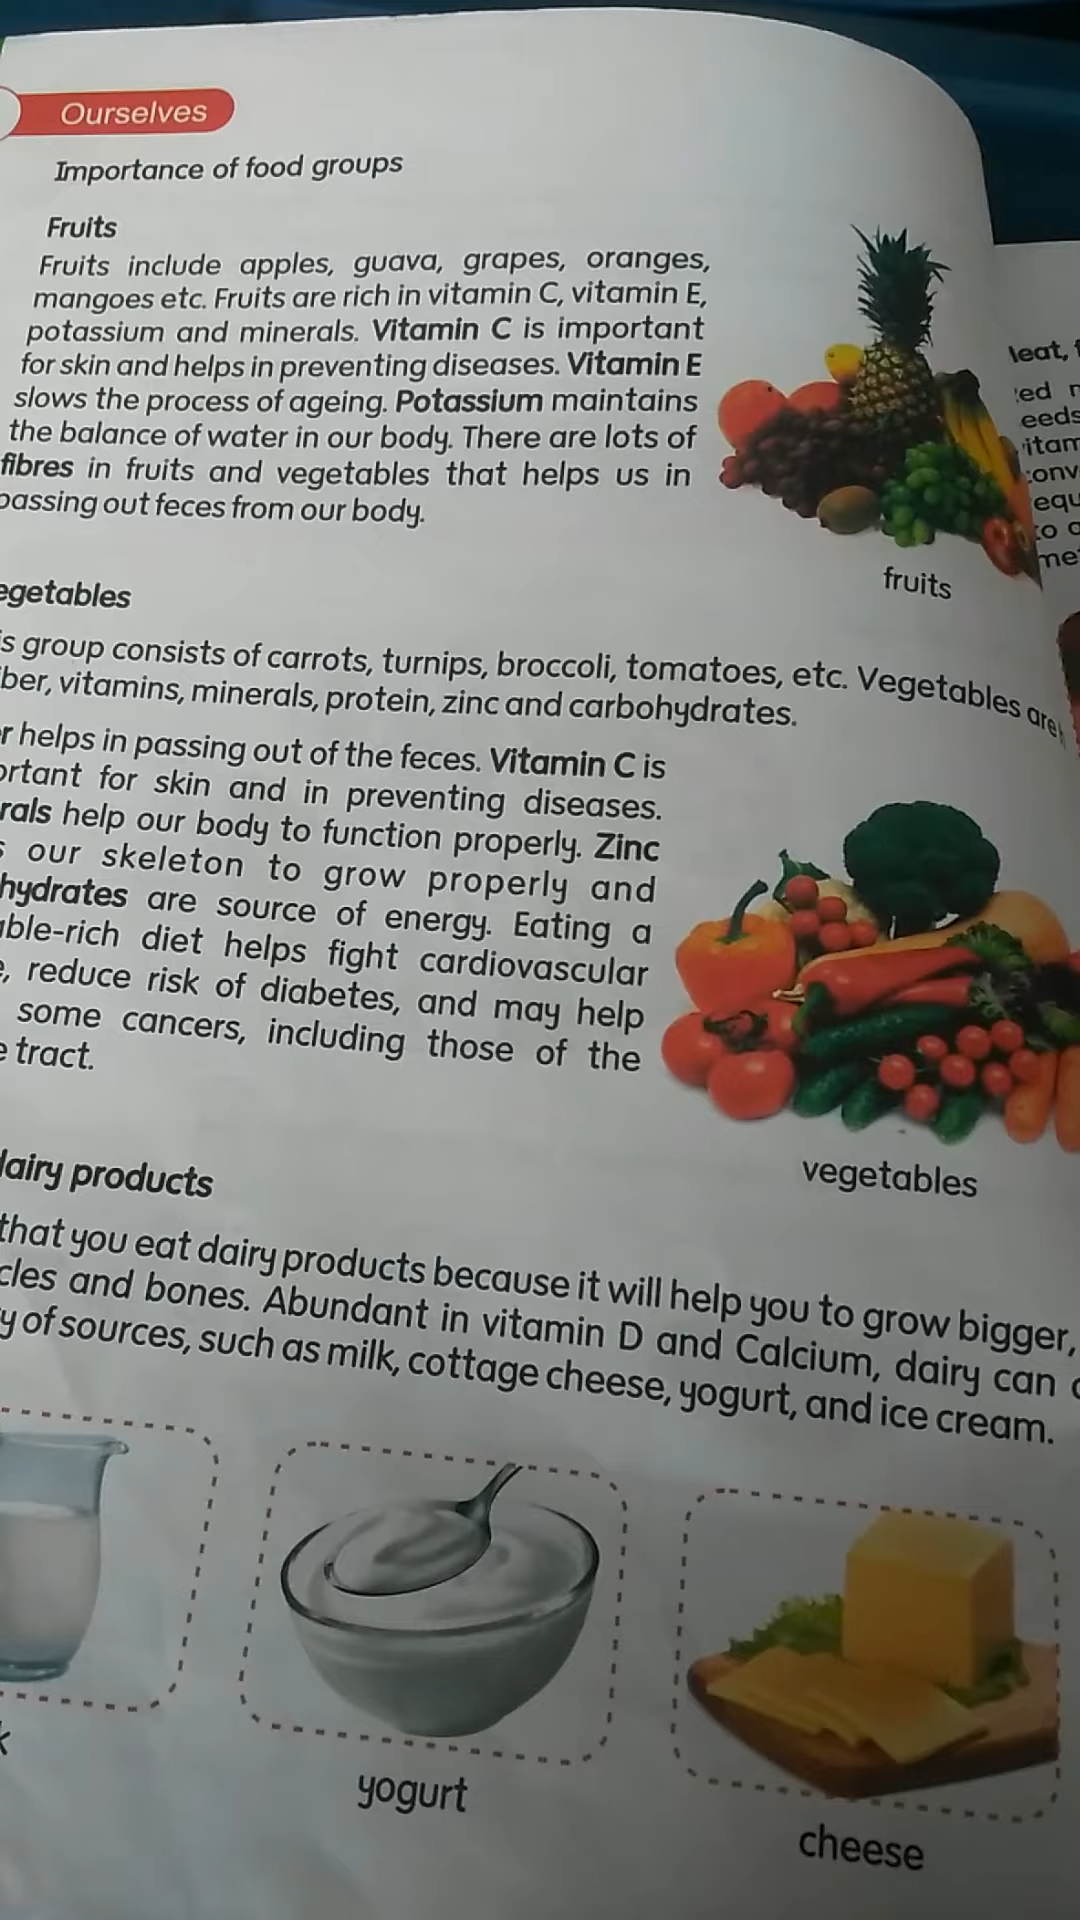 Ourselves
Importance of food groups
Fruits
Fruits include apples, guava, grapes, oranges,
mangoes etc. Fruits are rich in vitamin C, vitamin E,
potassium and minerals. Vitamin C is important
for skin and helps in preventing diseases. Vitamin E
slows the process of ageing. Potassium maintains
the balance of water in our body. There are lots of
fibres in fruits and vegetables that helps us in
passing out feces from our body.
fruits
egetables
is group consists of carrots, turnips, broccoli, tomatoes, etc. Vegetables are
ber, vitamins, minerals, protein, zinc and carbohydrates.
r helps in passing out of the feces. Vitamin C is
ortant for skin and in preventing diseases.
rals help our body to function properly. Zinc
s our skeleton to grow properly and
hydrates are source of energy. Eating a
able-rich diet helps fight cardiovascular
e, reduce risk of diabetes, and may help
some cancers, including those of the
e tract.
vegetables
dairy products
that you eat dairy products because it will help you to grow bigger,
cles and bones. Abundant in vitamin D and Calcium, dairy can
y of sources, such as milk, cottage cheese, yogurt, and ice cream.
k
yogurt
cheese
leat,
ed
eeds
itam
conv
equ
to
me